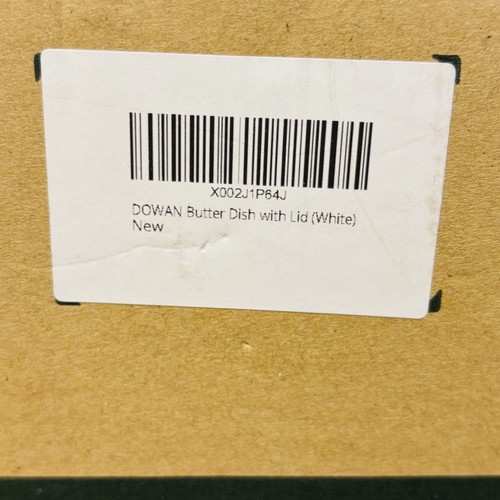 X002J1P64J
DOWAN Butter Dish with Lid (White)
New